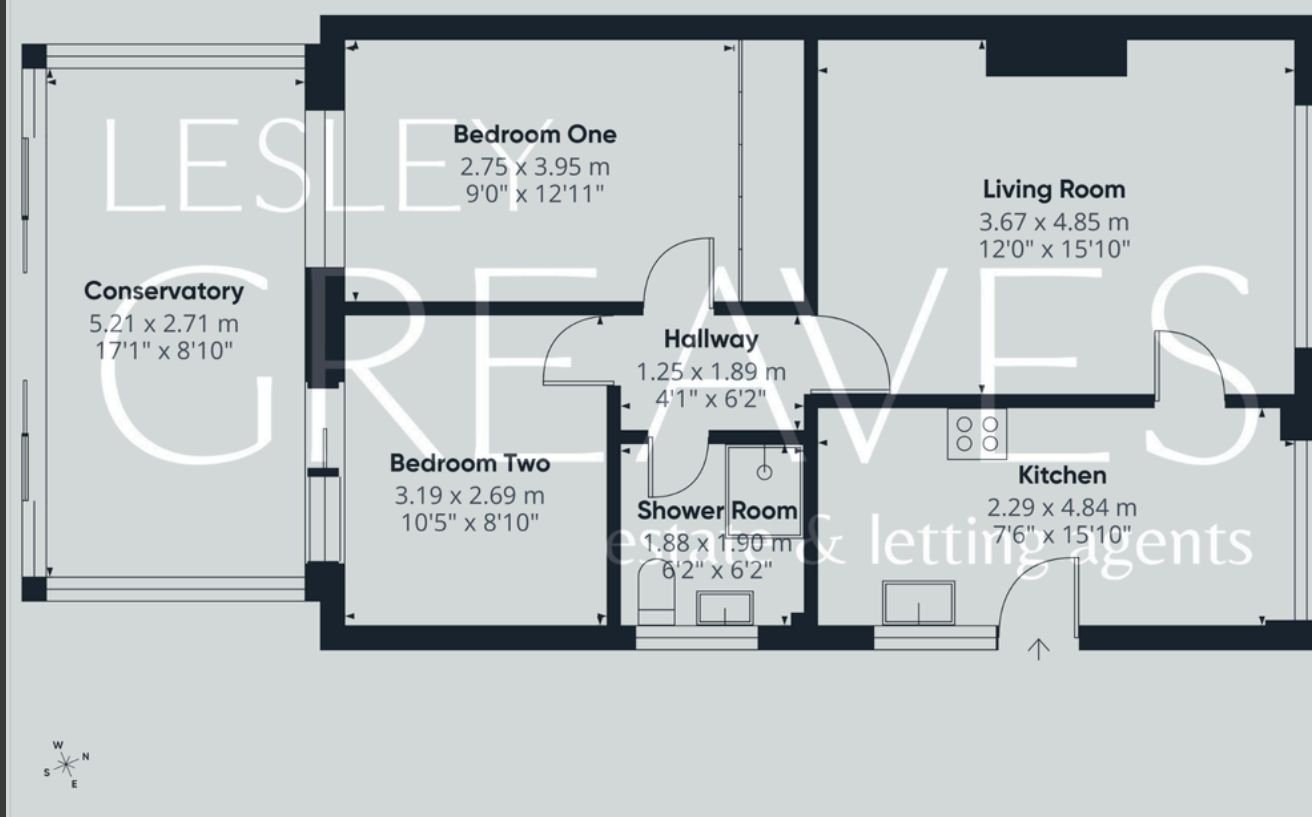 LESLEY
GREAVES
estate & letting agents
Bedroom One
2.75 x 3.95 m
9'0" x 12'11"
Living Room
3.67 x 4.85 m
12'0" x 15'10"
Conservatory
5.21 x 2.71 m
17'1" x 8'10"
Hallway
1.25 x 1.89 m
4'1" x 6'2"
Bedroom Two
3.19 x 2.69 m
10'5" x 8'10"
Shower Room
1.88 x 1.90 m
6'2" x 6'2"
Kitchen
2.29 x 4.84 m
7'6" x 15'10"
W
N
S
E